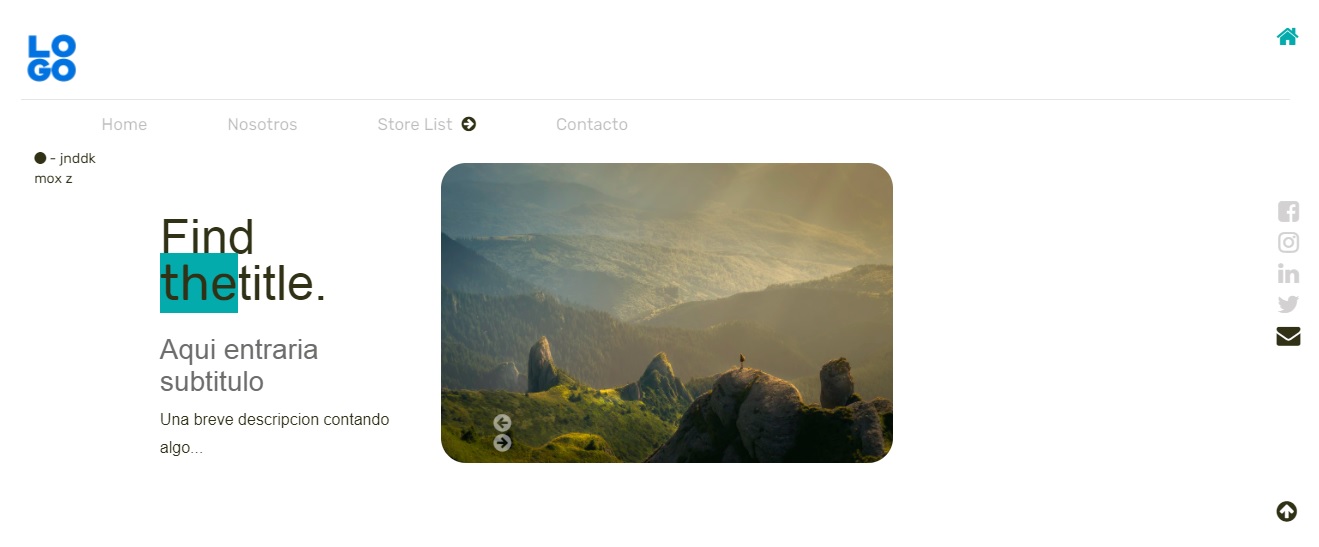 LO
GO
Home Nosotros Store List Contacto
- jnddk
mox z
Find
thetitle.
Aqui entraria
subtitulo
Una breve descripcion contando
algo...